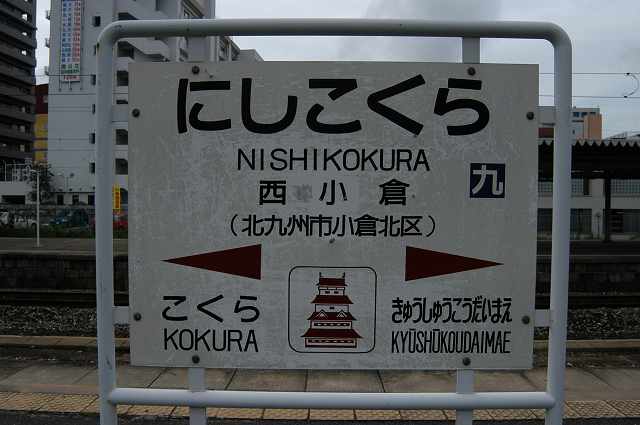 にしこくら
NISHIKOKURA
西小倉
九
(北九州市小倉北区)
こくら
KOKURA
きゅうしゅうこうだいまえ
KYŪSHŪKOUDAIMAE